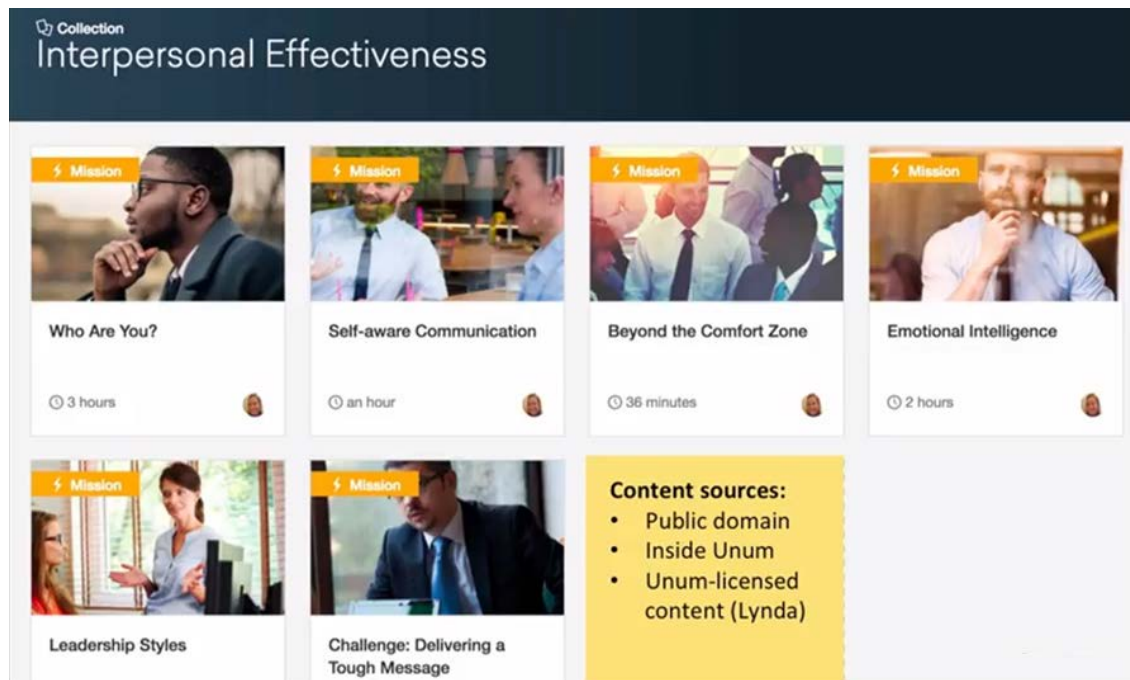 Collection
Interpersonal Effectiveness
Mission
Mission
Mission
Mission
Who Are You?
Self-aware Communication
Beyond the Comfort Zone
Emotional Intelligence
3 hours
an hour
36 minutes
2 hours
Mission
Mission
Content sources:
• Public domain
• Inside Unum
• Unum-licensed
content (Lynda)
Leadership Styles
Challenge: Delivering a
Tough Message